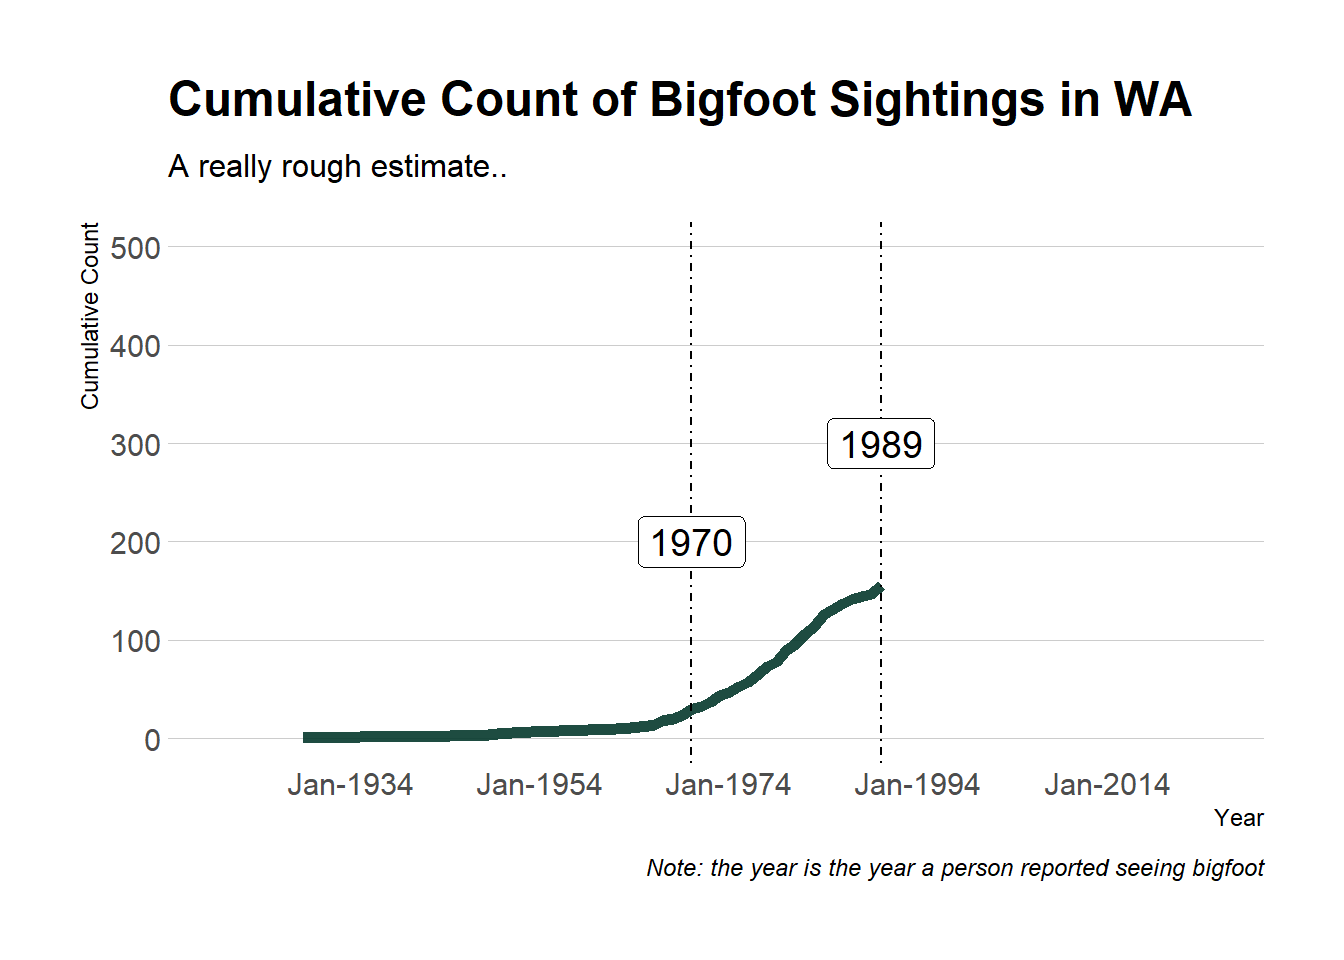 Cumulative Count of Bigfoot Sightings in WA
A really rough estimate..
Cumulative Count
500
400
300
200
100
0
1989
1970
Jan-1934 Jan-1954 Jan-1974 Jan-1994 Jan-2014
Year
Note: the year is the year a person reported seeing bigfoot